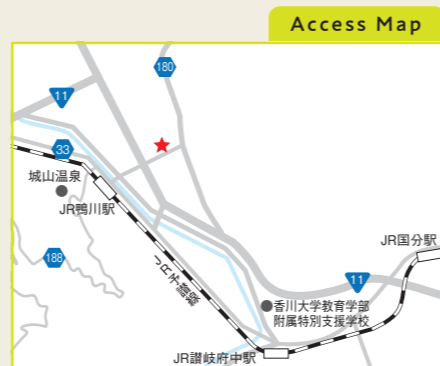 Access Map
180
11
33
城山温泉
JR鴨川駅
JR国分駅
188
JR予讃線
11
香川大学教育学部
附属特別支援学校
JR讃岐府中駅